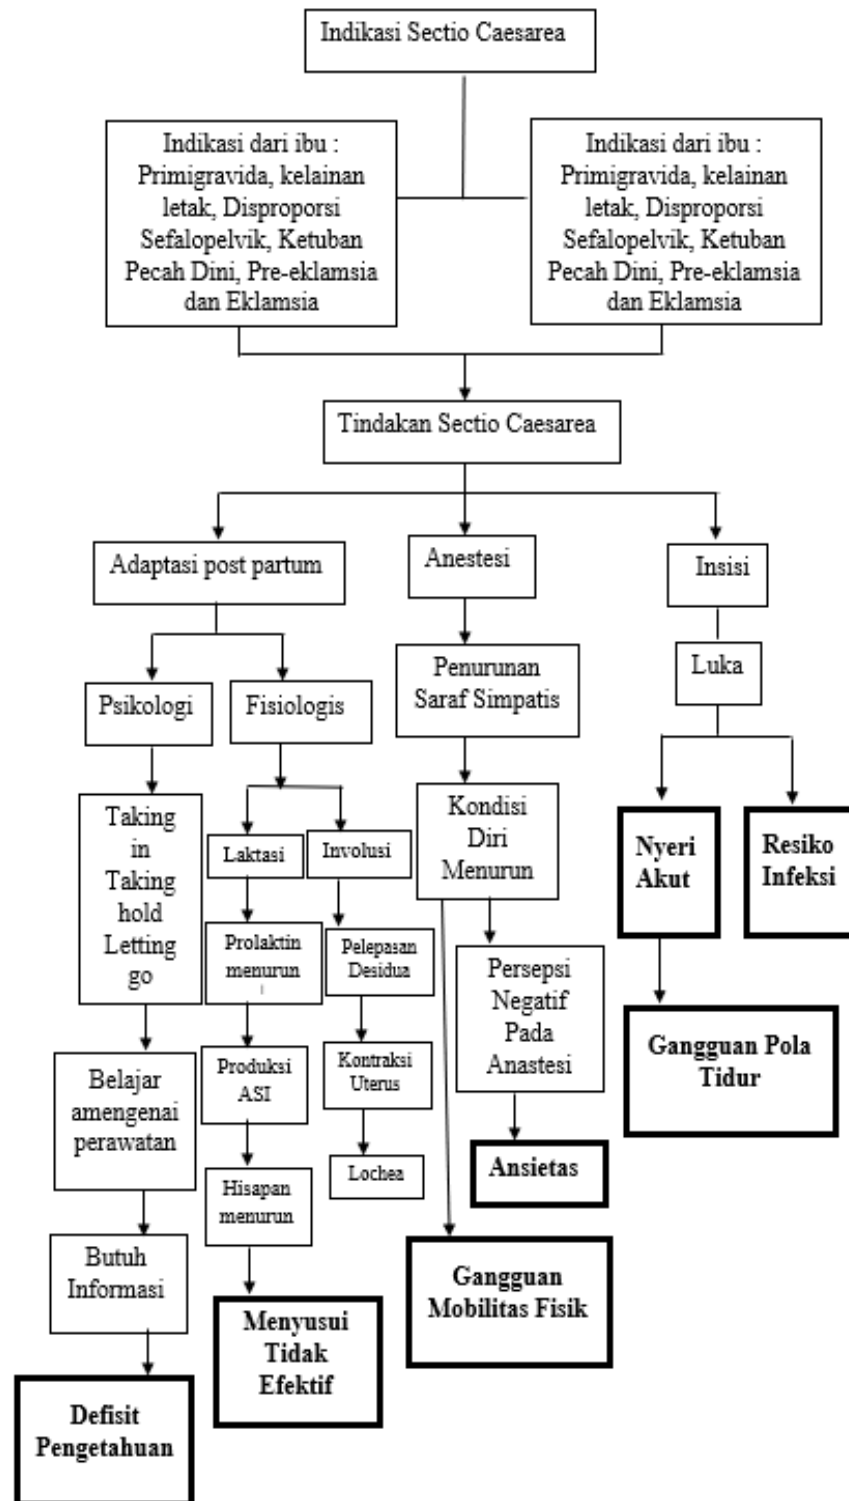 Indikasi Sectio Caesarea
Indikasi dari ibu :
Primigravida, kelainan
letak, Disproporsi
Sefalopelvik, Ketuban
Pecah Dini, Pre-eklamsia
dan Eklamsia
Indikasi dari ibu :
Primigravida, kelainan
letak, Disproporsi
Sefalopelvik, Ketuban
Pecah Dini, Pre-eklamsia
dan Eklamsia
Tindakan Sectio Caesarea
Adaptasi post partum
Anestesi
Insisi
Psikologi
Fisiologis
Penurunan
Saraf Simpatis
Luka
Taking
in
Taking
hold
Letting
go
Laktasi
Involusi
Kondisi
Diri
Menurun
Nyeri
Akut
Resiko
Infeksi
Prolaktin
menurun
Pelepasan
Desidua
Persepsi
Negatif
Pada
Anastesi
Gangguan Pola
Tidur
Belajar
amengenai
perawatan
Produksi
ASI
Kontraksi
Uterus
Ansietas
Hisapan
menurun
Lochea
Butuh
Informasi
Gangguan
Mobilitas Fisik
Menyusui
Tidak
Efektif
Defisit
Pengetahuan